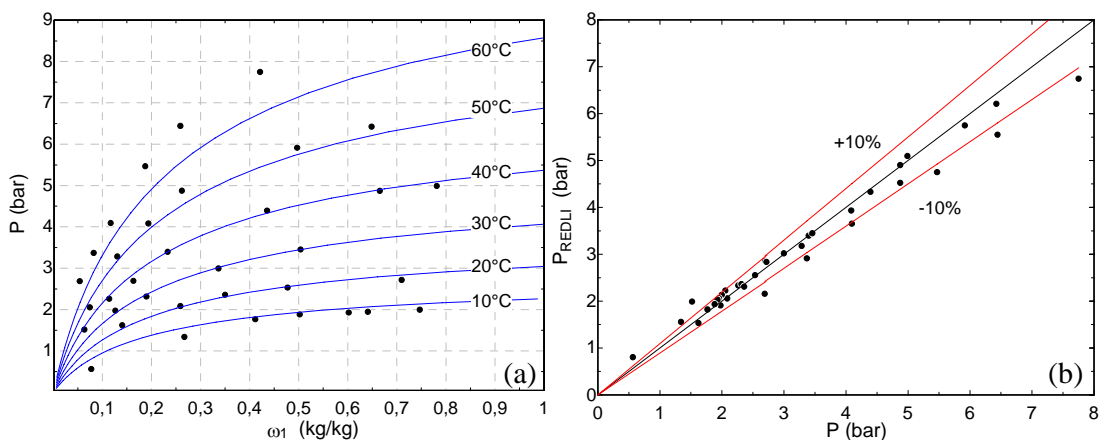 9
8
7
6
5
4
3
2
1
P (bar)
60°C
50°C
40°C
30°C
20°C
10°C
(a)
0,1 0,2 0,3 0,4 0,5 0,6 0,7 0,8 0,9 1
ω1 (kg/kg)
8
7
6
5
4
3
2
1
0
PREDLI (bar)
+10%
-10%
(b)
0 1 2 3 4 5 6 7 8
P (bar)